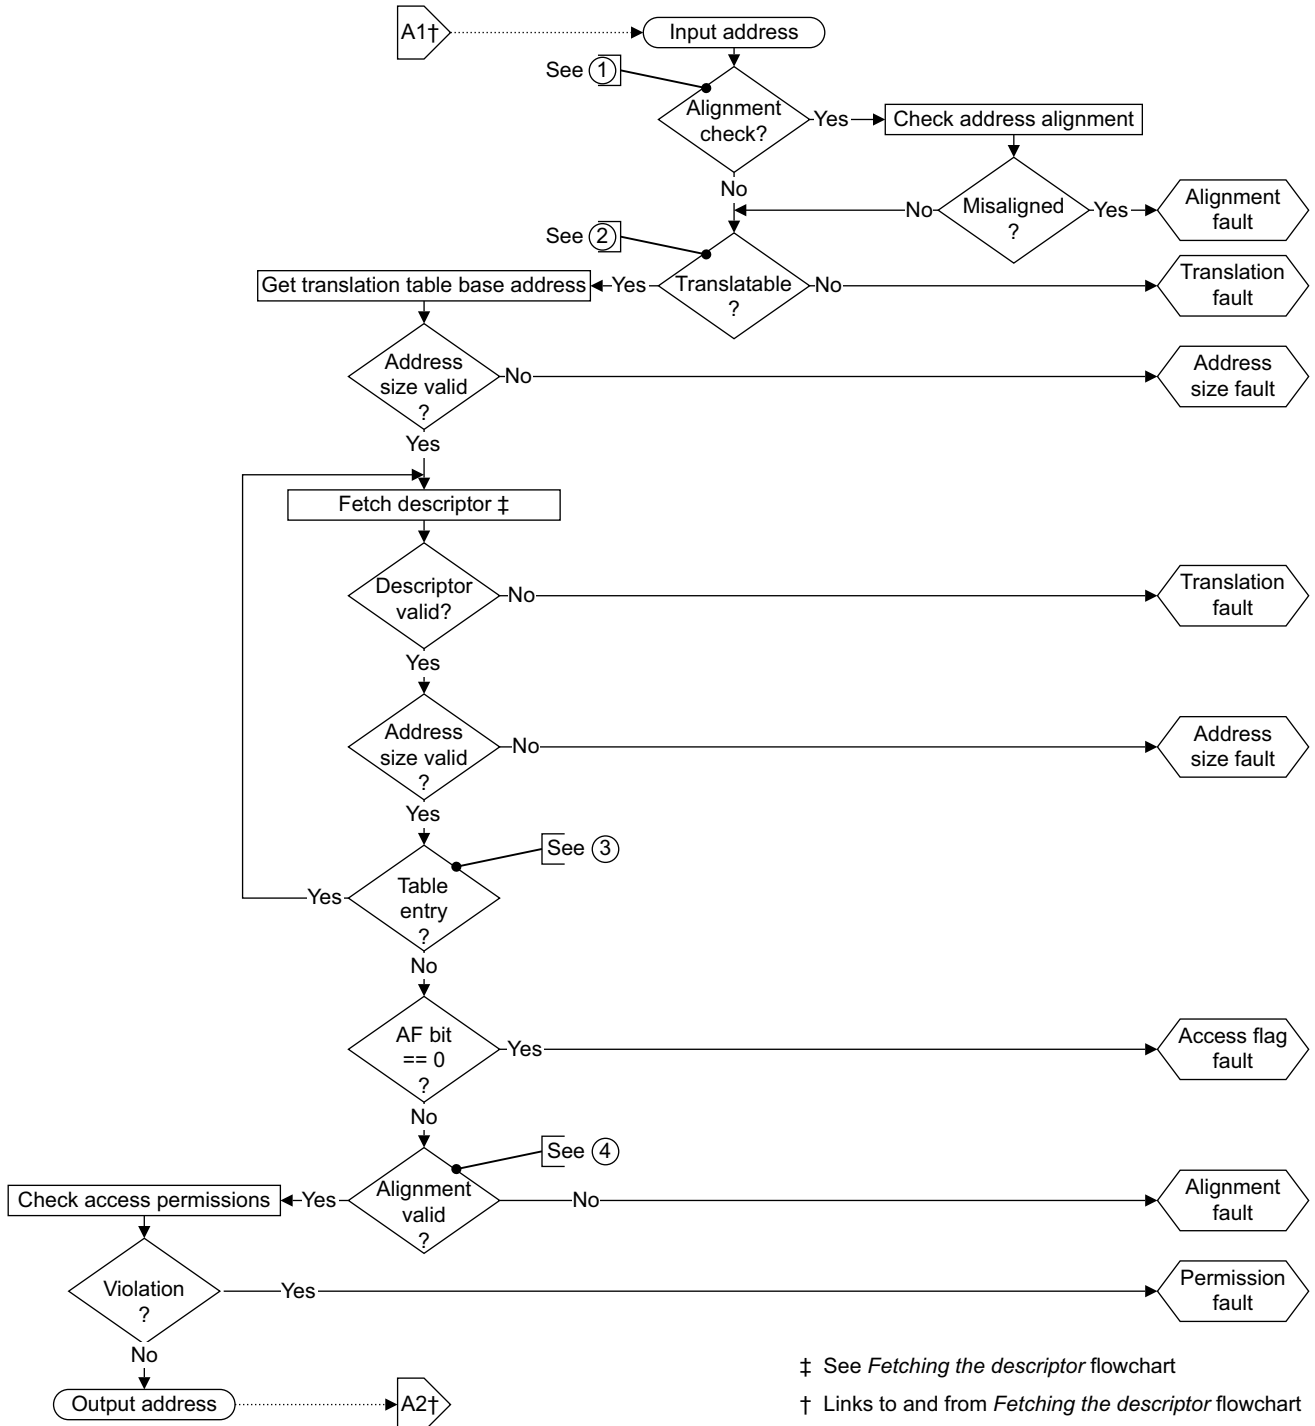 A1†
Input address
See ①
Alignment
check?
Yes
Check address alignment
No
Misaligned
?
No
Yes
Alignment
fault
See ②
Translatable
?
Yes
No
Get translation table base address
Translation
fault
Address
size valid
?
No
Address
size fault
Yes
Fetch descriptor ‡
Descriptor
valid?
No
Translation
fault
Yes
Address
size valid
?
No
Address
size fault
Yes
See ③
Table
entry
?
Yes
No
AF bit
== 0
?
Yes
Access flag
fault
No
See ④
Alignment
valid
?
Yes
Check access permissions
No
Alignment
fault
Violation
?
Yes
Permission
fault
No
Output address
A2†
‡ See Fetching the descriptor flowchart
† Links to and from Fetching the descriptor flowchart